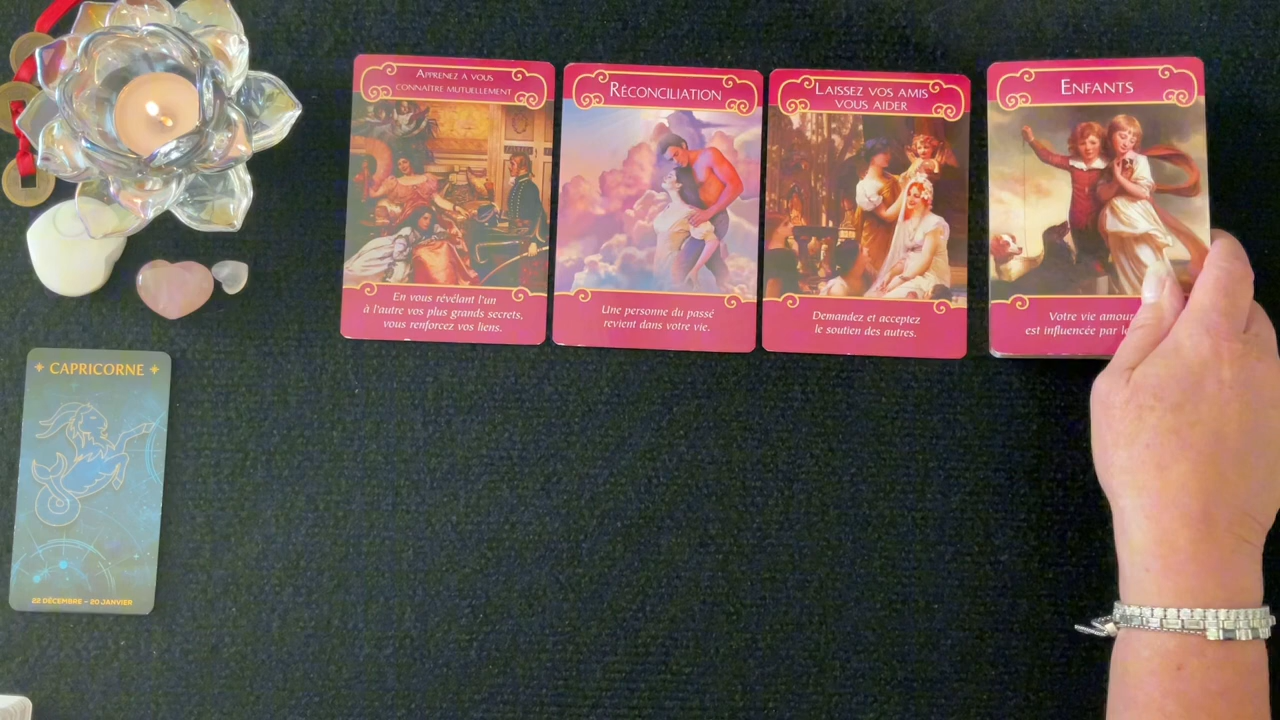 APPRENEZ À VOUS
CONNAÎTRE MUTUELLEMENT
En vous révélant l'un
à l'autre vos plus grands secrets,
vous renforcez vos liens.
RÉCONCILIATION
Une personne du passé
revient dans votre vie.
LAISSEZ VOS AMIS
VOUS AIDER
Demandez et acceptez
le soutien des autres.
ENFANTS
Votre vie
est influencée par
CAPRICORNE
22 DÉCEMBRE - 20 JANVIER